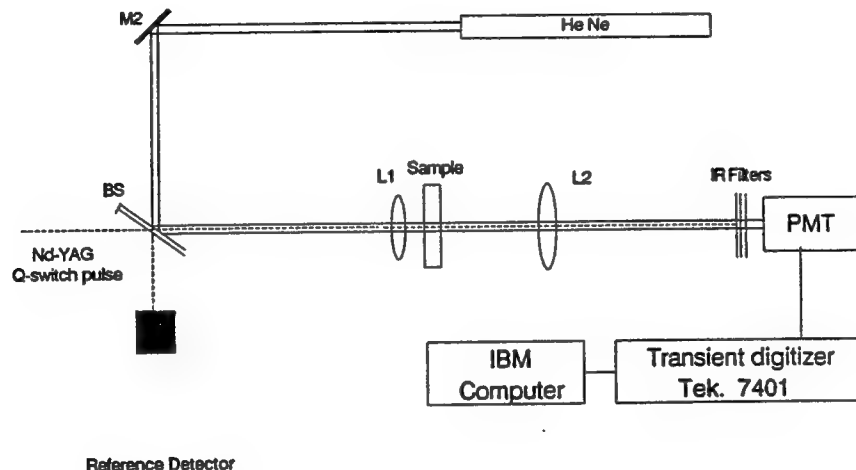 M2
He Ne
BS
L1
Sample
L2
IR Filters
PMT
Nd-YAG
Q-switch pulse
IBM
Computer
Transient digitizer
Tek. 7401
Reference Detector